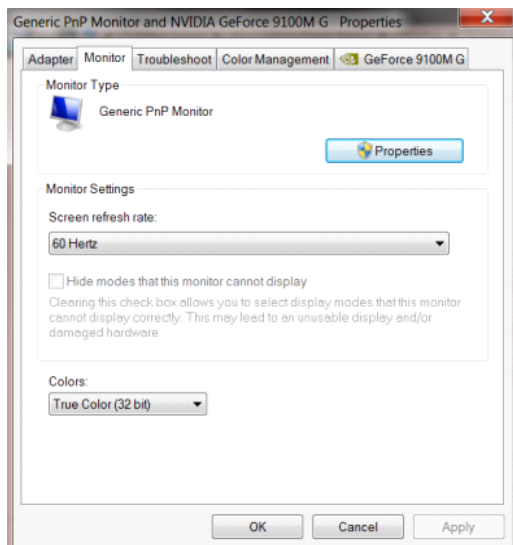 Generic PnP Monitor and NVIDIA GeForce 9100M G Properties
X
Adapter Monitor Troubleshoot Color Management GeForce 9100M G
Monitor Type
Generic PnP Monitor
Properties
Monitor Settings
Screen refresh rate:
60 Hertz
Hide modes that this monitor cannot display
Clearing this check box allows you to select display modes that this monitor
cannot display correctly. This may lead to an unusable display and/or
damaged hardware.
Colors:
True Color (32 bit)
OK Cancel Apply